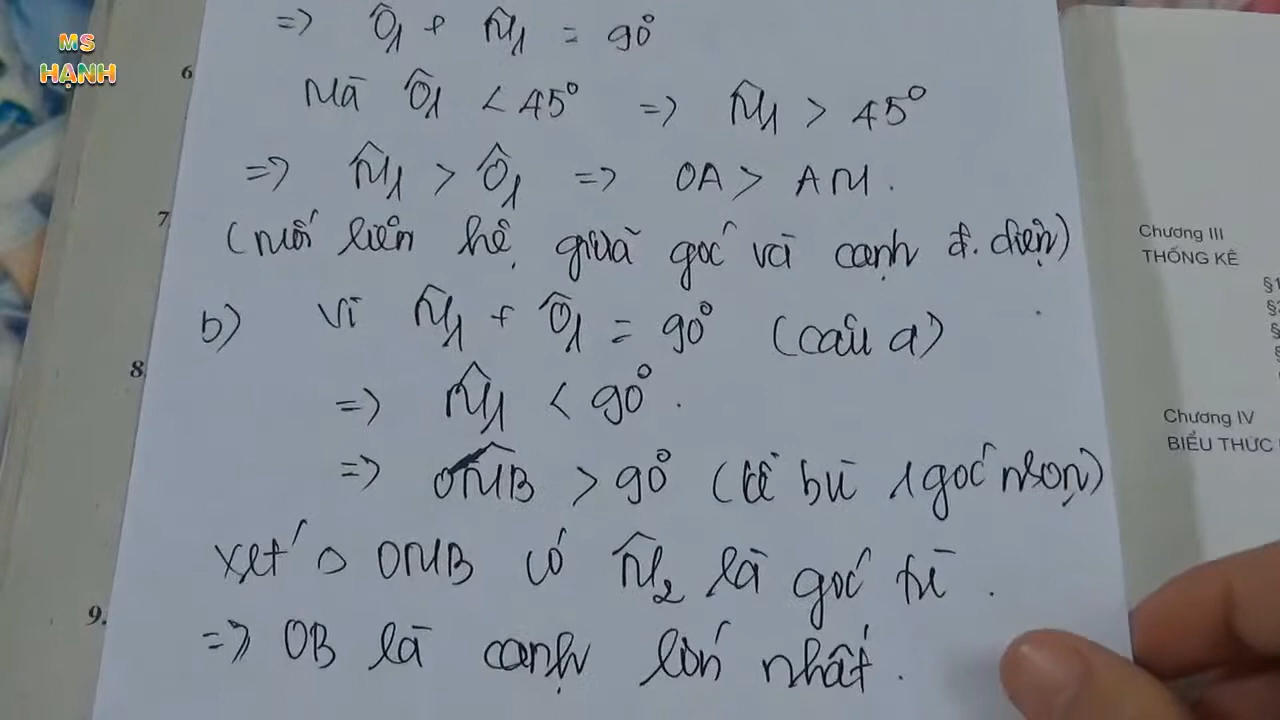 MS
HẠNH
=> Ô1 + M̂1 = 90°
6
Mà Ô1 < 45° => M̂1 > 45°
=> M̂1 > Ô1 => OA > AM.
7
(Mối liên hệ giữa góc và cạnh đ. diện)
b) Vì M̂1 + Ô1 = 90° (câu a)
8
=> M̂1 < 90°.
=> OMB > 90° (kề bù 1 góc nhọn)
Xét △ OMB có M̂2 là góc tù.
9.
=> OB là cạnh lớn nhất.
Chương III
THỐNG KÊ
Chương IV
BIỂU THỨC